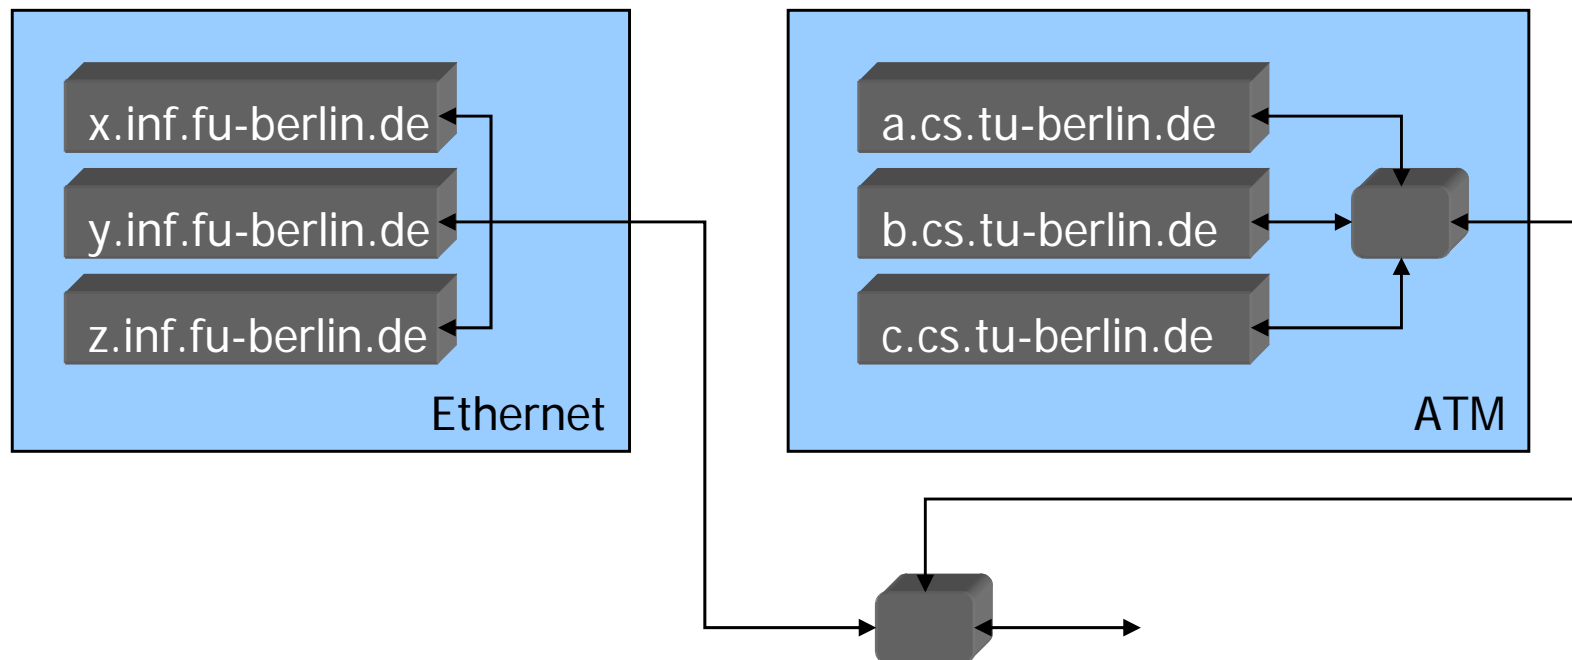 x.inf.fu-berlin.de
y.inf.fu-berlin.de
z.inf.fu-berlin.de
Ethernet
a.cs.tu-berlin.de
b.cs.tu-berlin.de
c.cs.tu-berlin.de
ATM